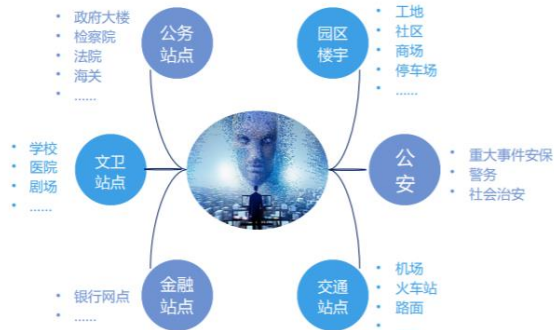 公务
站点
• 政府大楼
• 检察院
• 法院
• 海关
• ......
园区
楼宇
• 工地
• 社区
• 商场
• 停车场
• ......
文卫
站点
• 学校
• 医院
• 剧场
• ......
公
安
• 重大事件安保
• 警务
• 社会治安
金融
站点
• 银行网点
• ......
交通
站点
• 机场
• 火车站
• 路面